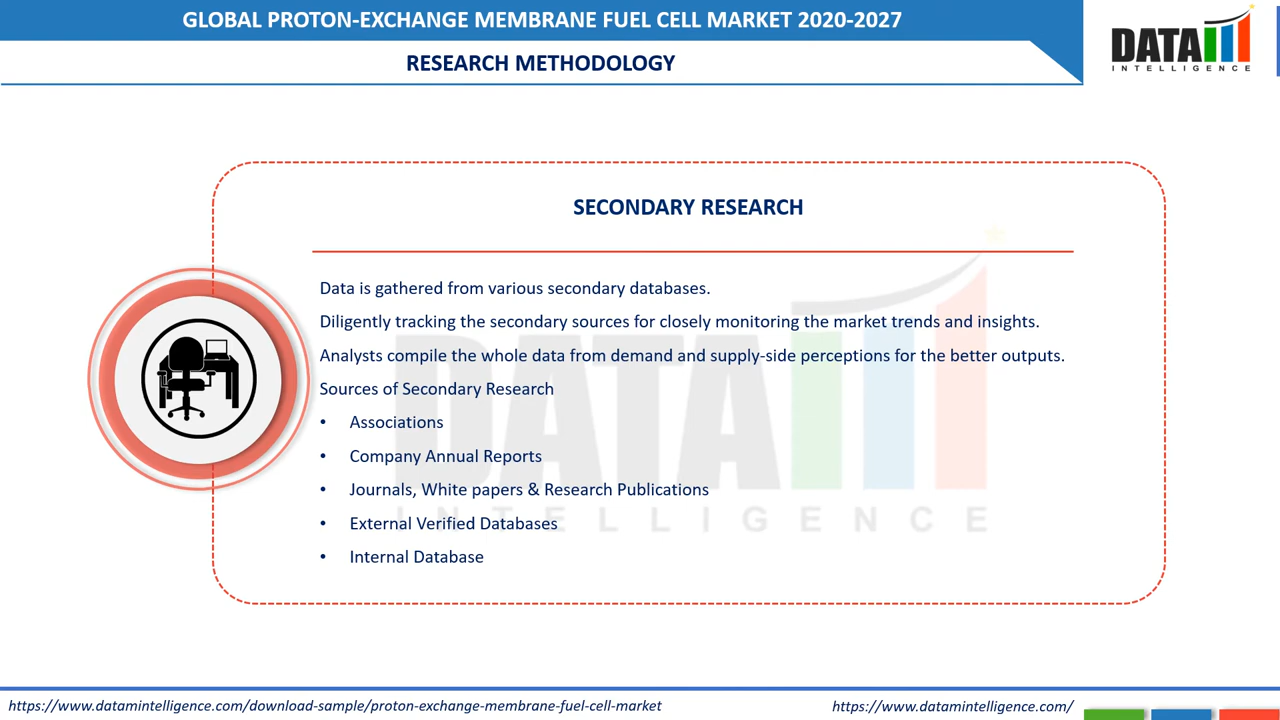 GLOBAL PROTON-EXCHANGE MEMBRANE FUEL CELL MARKET 2020-2027
RESEARCH METHODOLOGY
DATAM
INTELLIGENCE
SECONDARY RESEARCH
Data is gathered from various secondary databases.
Diligently tracking the secondary sources for closely monitoring the market trends and insights.
Analysts compile the whole data from demand and supply-side perceptions for the better outputs.
Sources of Secondary Research
• Associations
• Company Annual Reports
• Journals, White papers & Research Publications
• External Verified Databases
• Internal Database
DATAM
INTELLIGENCE
https://www.datamintelligence.com/download-sample/proton-exchange-membrane-fuel-cell-market
https://www.datamintelligence.com/